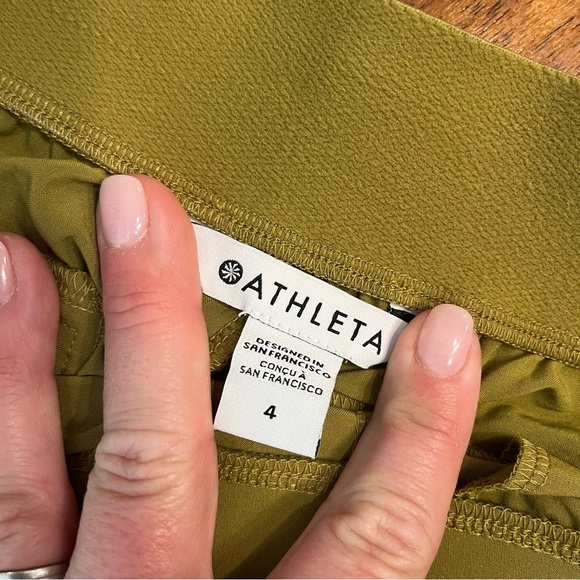 ATHLETA
DESIGNED IN
SAN FRANCISCO
CONÇU À
SAN FRANCISCO
4